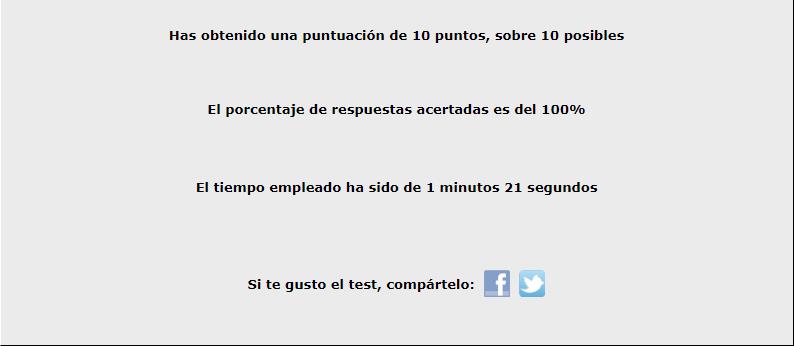 Has obtenido una puntuación de 10 puntos, sobre 10 posibles
El porcentaje de respuestas acertadas es del 100%
El tiempo empleado ha sido de 1 minutos 21 segundos
Si te gusto el test, compártelo: